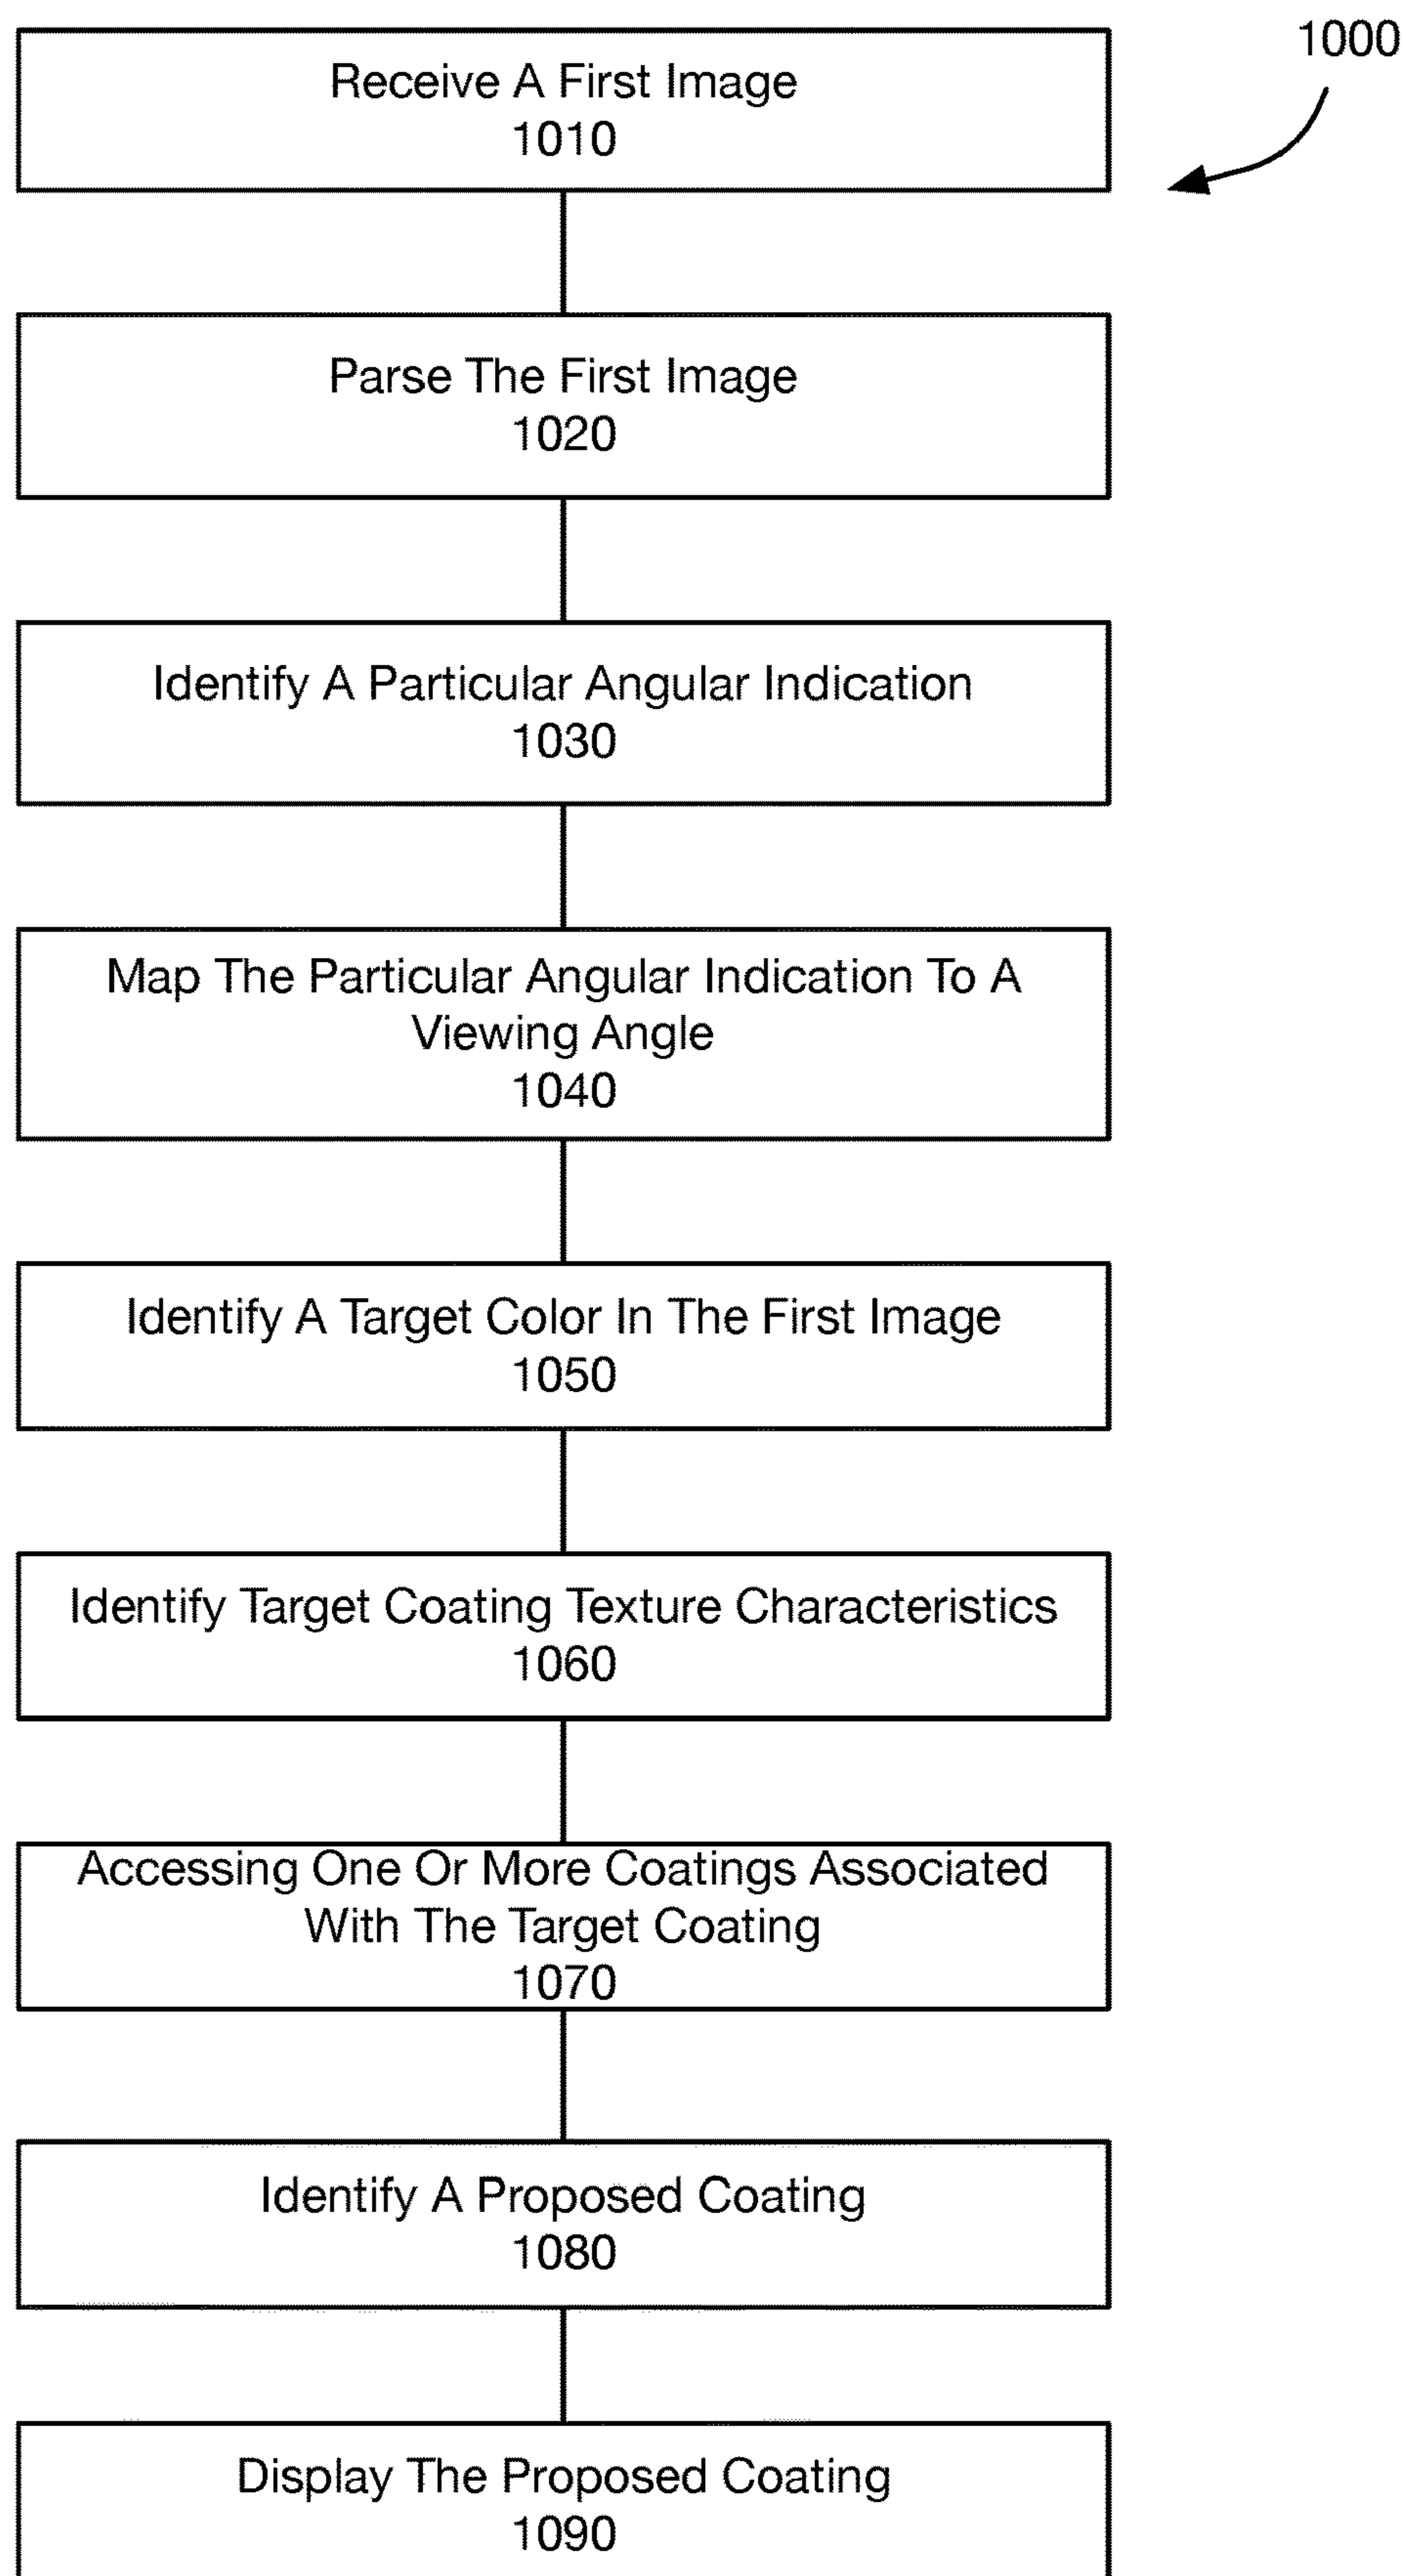 1000
Receive A First Image
1010
Parse The First Image
1020
Identify A Particular Angular Indication
1030
Map The Particular Angular Indication To A
Viewing Angle
1040
Identify A Target Color In The First Image
1050
Identify Target Coating Texture Characteristics
1060
Accessing One Or More Coatings Associated
With The Target Coating
1070
Identify A Proposed Coating
1080
Display The Proposed Coating
1090